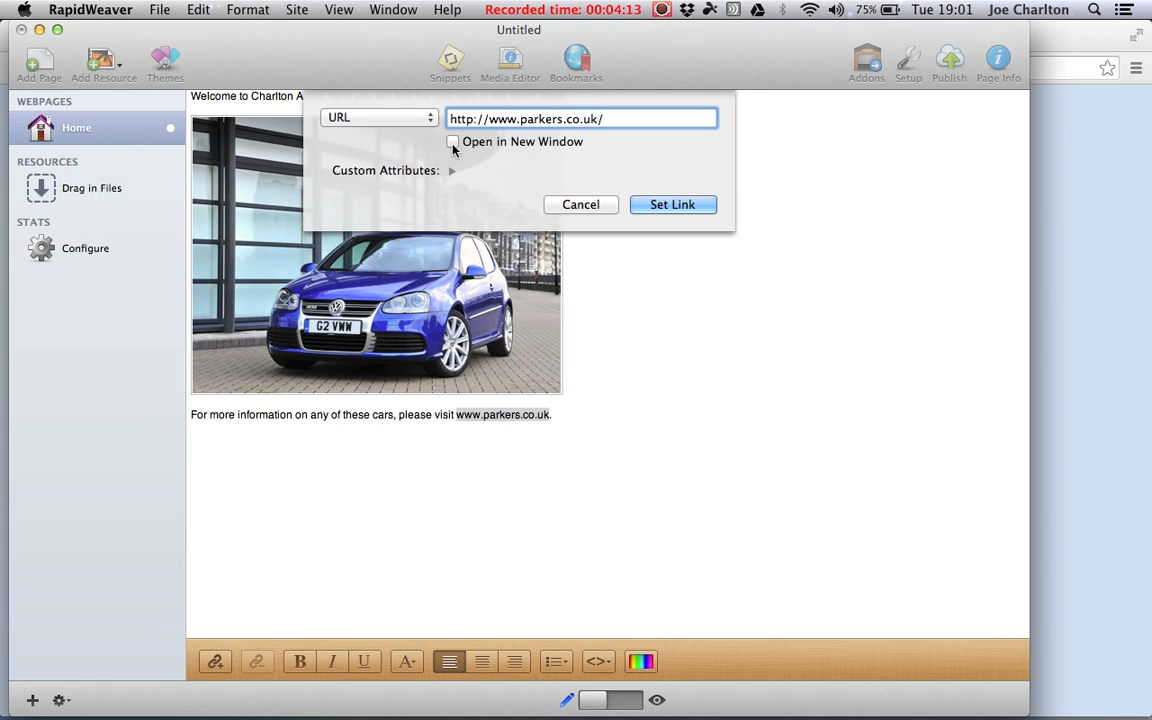 RapidWeaver File Edit Format Site View Window Help Recorded time: 00:04:13 75% Tue 19:01 Joe Charlton
Untitled
Add Page Add Resource Themes Snippets Media Editor Bookmarks Addons Setup Publish Page Info
WEBPAGES
Home
RESOURCES
Drag in Files
STATS
Configure
Welcome to Charlton A
URL http://www.parkers.co.uk/
Open in New Window
Custom Attributes:
Cancel Set Link
G2 VWW
For more information on any of these cars, please visit www.parkers.co.uk.
B I U A <>